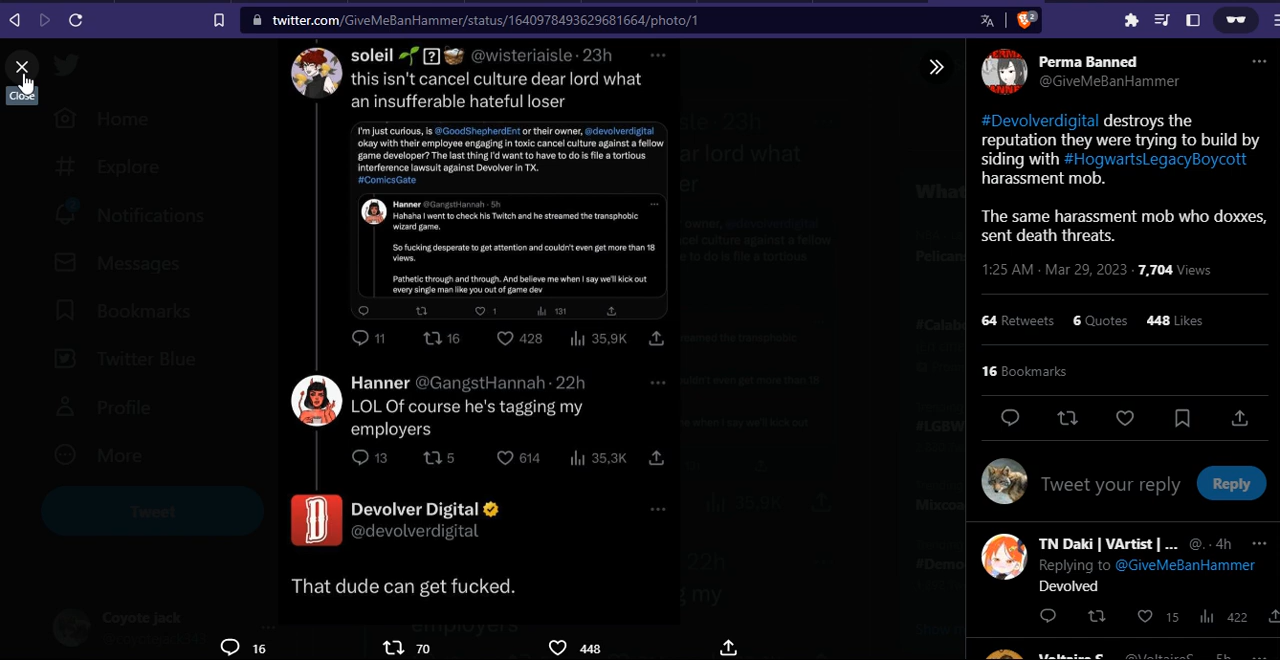 twitter.com/GiveMeBanHammer/status/1640978493629681664/photo/1
2
Close
Home
Explore
Notifications
Messages
Bookmarks
Twitter Blue
Profile
More
Tweet
Coyote jack
soleil @wisteriaisle · 23h
this isn't cancel culture dear lord what
an insufferable hateful loser
I'm just curious, is @GoodShepherdEnt or their owner, @devolverdigital
okay with their employee engaging in toxic cancel culture against a fellow
game developer? The last thing I'd want to have to do is file a tortious
interference lawsuit against Devolver in TX.
#ComicsGate
Hanner @GangstHannah · 5h
Hahaha I went to check his Twitch and he streamed the transphobic
wizard game.
So fucking desperate to get attention and couldn't even get more than 18
views.
Pathetic through and through. And believe me when I say we'll kick out
every single man like you out of game dev
1 131
11 16 428 35,9K
Hanner @GangstHannah · 22h
LOL Of course he's tagging my
employers
13 5 614 35,3K
Devolver Digital
@devolverdigital
That dude can get fucked.
16 70 448
Perma Banned
@GiveMeBanHammer
#Devolverdigital destroys the
reputation they were trying to build by
siding with #HogwartsLegacyBoycott
harassment mob.
The same harassment mob who doxxes,
sent death threats.
1:25 AM · Mar 29, 2023 · 7,704 Views
64 Retweets 6 Quotes 448 Likes
16 Bookmarks
Tweet your reply Reply
TN Daki | VArtist | ... @. · 4h
Replying to @GiveMeBanHammer
Devolved
15 422